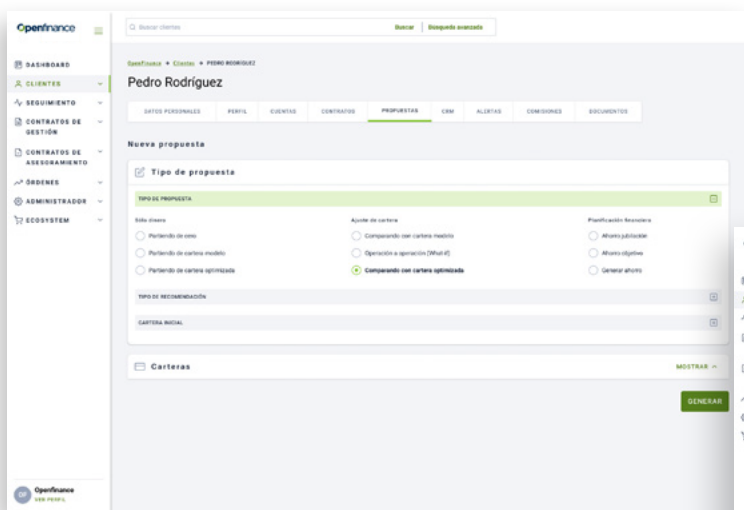 Openfinance
Buscar clientes
Buscar
Búsqueda avanzada
DASHBOARD
CLIENTES
SEGUIMIENTO
CONTRATOS DE GESTIÓN
CONTRATOS DE ASESORAMIENTO
ÓRDENES
ADMINISTRADOR
ECOSYSTEM
Openfinance
VER PERFIL
Openfinance Clientes PEDRO RODRÍGUEZ
Pedro Rodríguez
DATOS PERSONALES PERFIL CUENTAS CONTRATOS PROPUESTAS CRM ALERTAS COMISIONES DOCUMENTOS
Nueva propuesta
Tipo de propuesta
TIPO DE PROPUESTA
Sólo dinero
Partiendo de cero
Partiendo de cartera modelo
Partiendo de cartera optimizada
Ajuste de cartera
Comparando con cartera modelo
Operación a operación (What if)
Comparando con cartera optimizada
Planificación financiera
Ahorro jubilación
Ahorro objetivo
Generar ahorro
TIPO DE RECOMENDACIÓN
CARTERA INICIAL
Carteras
MOSTRAR
GENERAR
OF